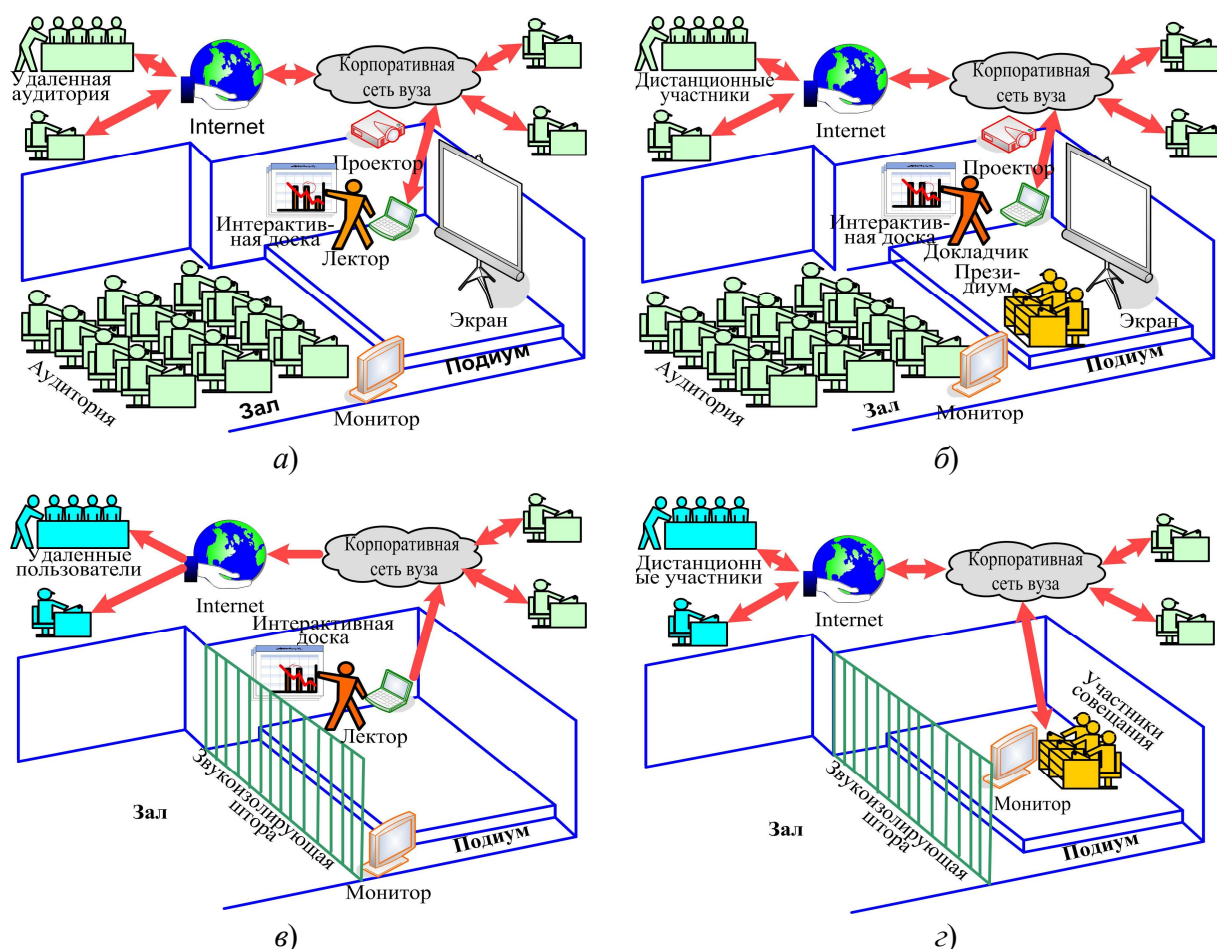 Удаленная
аудитория
Internet
Корпоративная
сеть вуза
Проектор
Интерактив-
ная доска
Лектор
Экран
Аудитория
Зал
Подиум
Монитор
а)
Дистанционные
участники
Internet
Корпоративная
сеть вуза
Проектор
Интерактив-
ная доска
Докладчик
Прези-
диум
Экран
Аудитория
Зал
Подиум
Монитор
б)
Удаленные
пользователи
Internet
Корпоративная
сеть вуза
Интерактивная
доска
Лектор
Звукоизолирующая
штора
Зал
Подиум
Монитор
в)
Дистанционн
ые участники
Internet
Корпоративная
сеть вуза
Участники
совещания
Монитор
Звукоизолирующая
штора
Зал
Подиум
г)